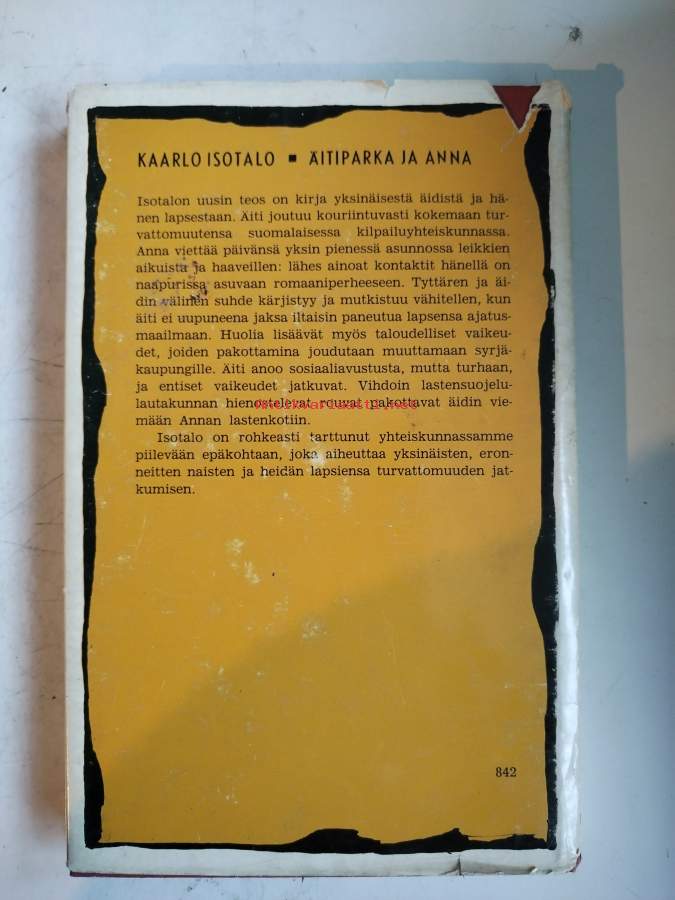 KAARLO ISOTALO ▪ ÄITIPARKA JA ANNA
Isotalon uusin teos on kirja yksinäisestä äidistä ja hä-
nen lapsestaan. Äiti joutuu kouriintuvasti kokemaan tur-
vattomuutensa suomalaisessa kilpailuyhteiskunnassa.
Anna viettää päivänsä yksin pienessä asunnossa leikkien
aikuista ja haaveillen: lähes ainoat kontaktit hänellä on
naapurissa asuvaan romaaniperheeseen. Tyttären ja äi-
din välinen suhde kärjistyy ja mutkistuu vähitellen, kun
äiti ei uupuneena jaksa iltaisin paneutua lapsensa ajatus-
maailmaan. Huolia lisäävät myös taloudelliset vaikeu-
det, joiden pakottamina joudutaan muuttamaan syrjä-
kaupungille. Äiti anoo sosiaaliavustusta, mutta turhaan,
ja entiset vaikeudet jatkuvat. Vihdoin lastensuojelu-
lautakunnan hienostelevat rouvat pakottavat äidin vie-
mään Annan lastenkotiin.
Isotalo on rohkeasti tarttunut yhteiskunnassamme
piilevään epäkohtaan, joka aiheuttaa yksinäisten, eron-
neitten naisten ja heidän lapsiensa turvattomuuden jat-
kumisen.
Antikvariaatti.net
842